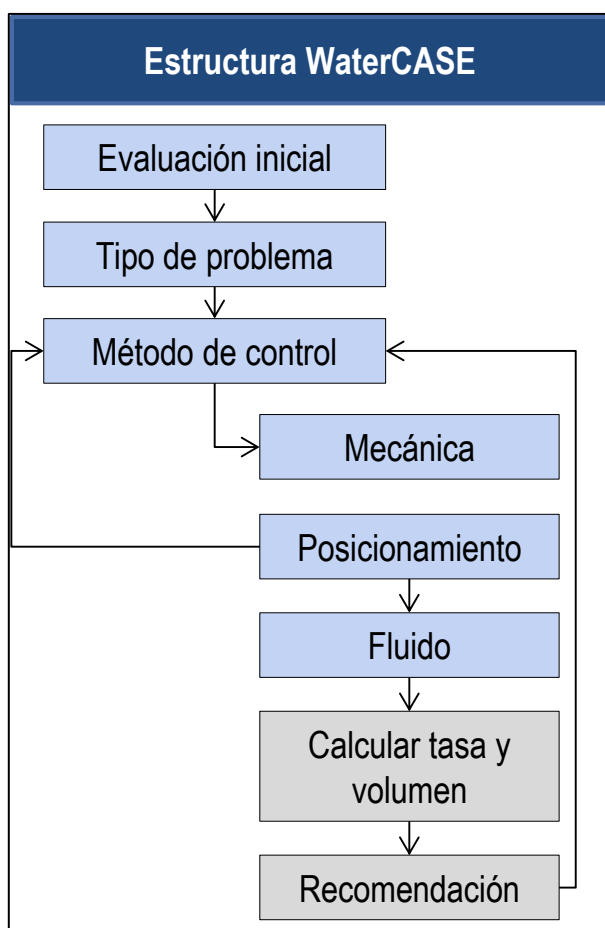 Estructura WaterCASE
Evaluación inicial
Tipo de problema
Método de control
Mecánica
Posicionamiento
Fluido
Calcular tasa y
volumen
Recomendación